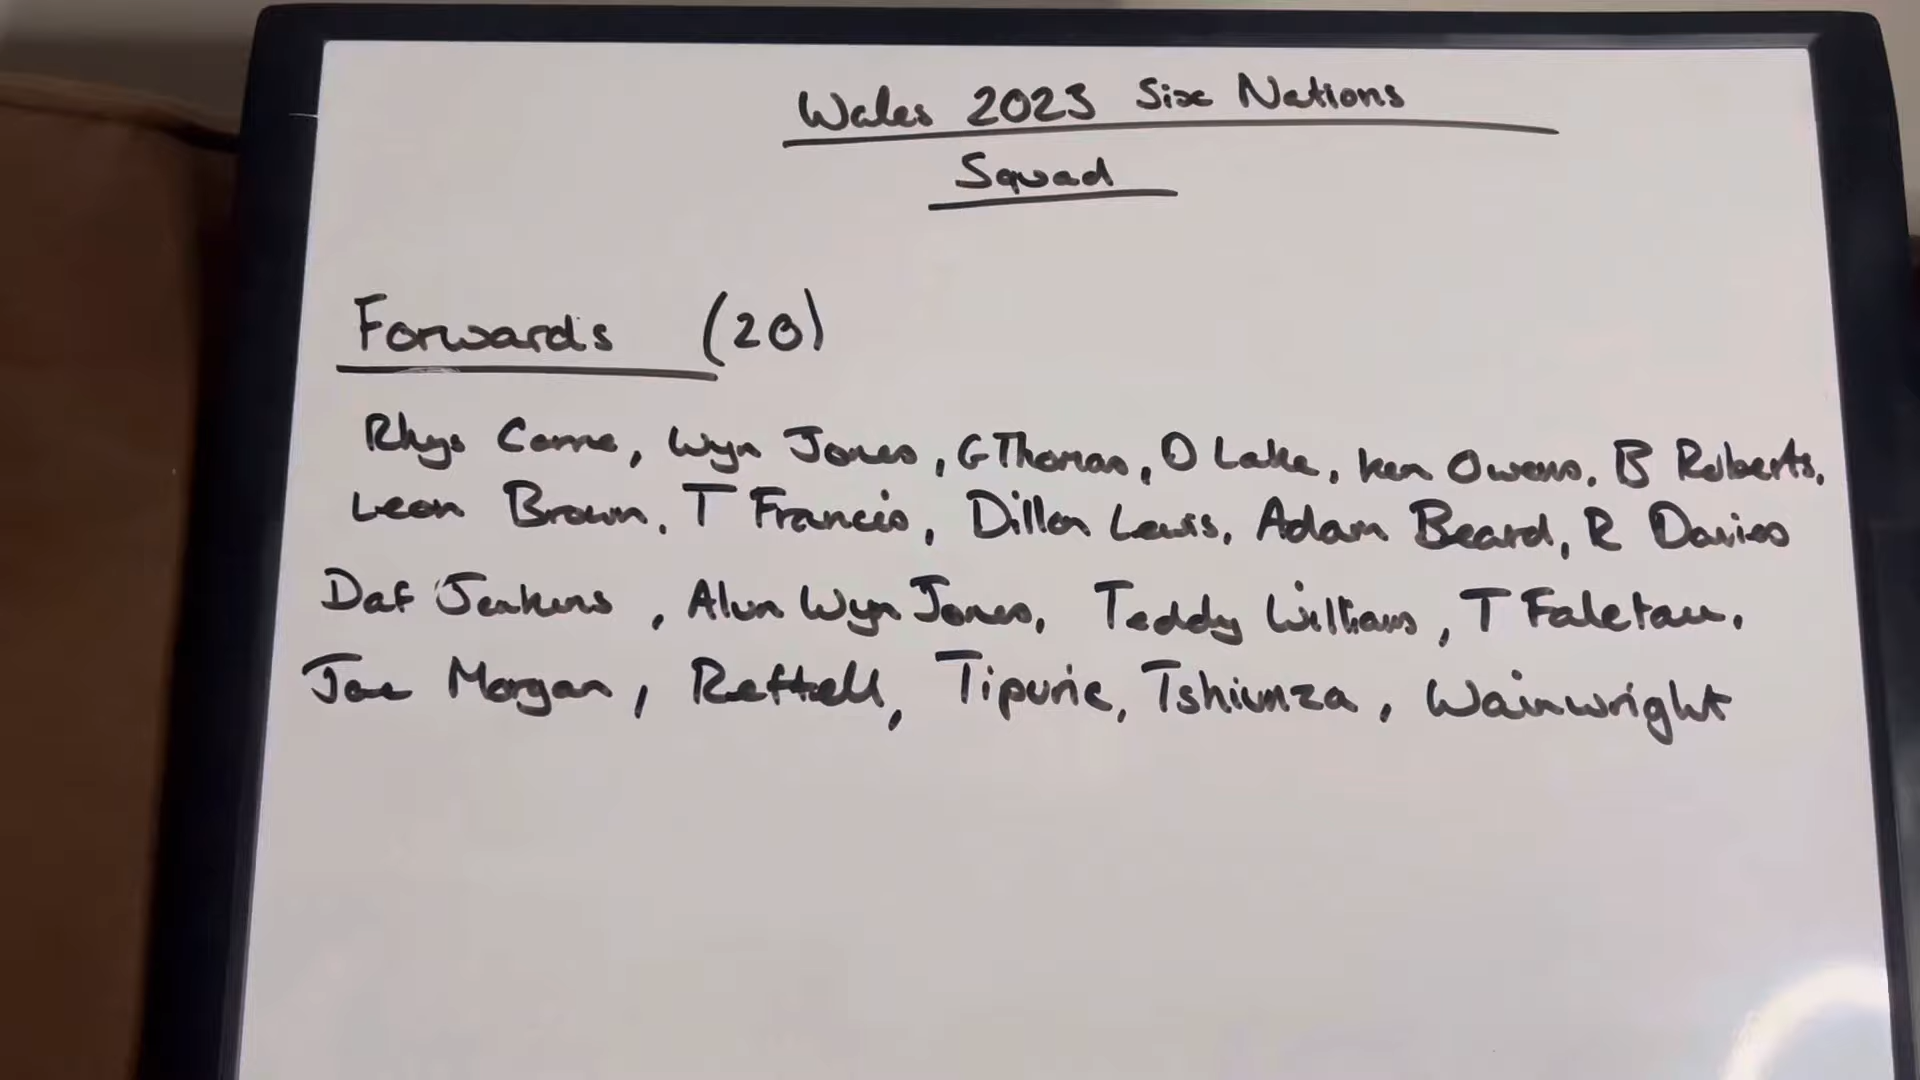 Wales 2023 Six Nations
Squad
Forwards (20)
Rhys Carre, Wyn Jones, G Thomas, D Lake, Ken Owens, B Roberts,
Leon Brown, T Francis, Dillon Lewis, Adam Beard, R Davies
Daf Jenkins, Alun Wyn Jones, Teddy Williams, T Faletau,
Jac Morgan, Reffell, Tipuric, Tshiunza, Wainwright